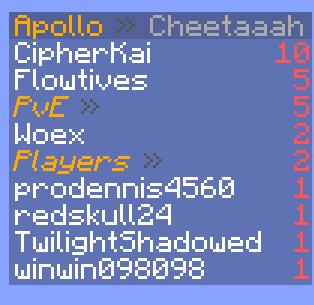 Apollo » Cheetaaah
CipherKai 10
Flowtives 5
PvE » 5
Woex 2
Players » 2
prodennis4560 1
redskull24 1
TwilightShadowed 1
winwin098098 1